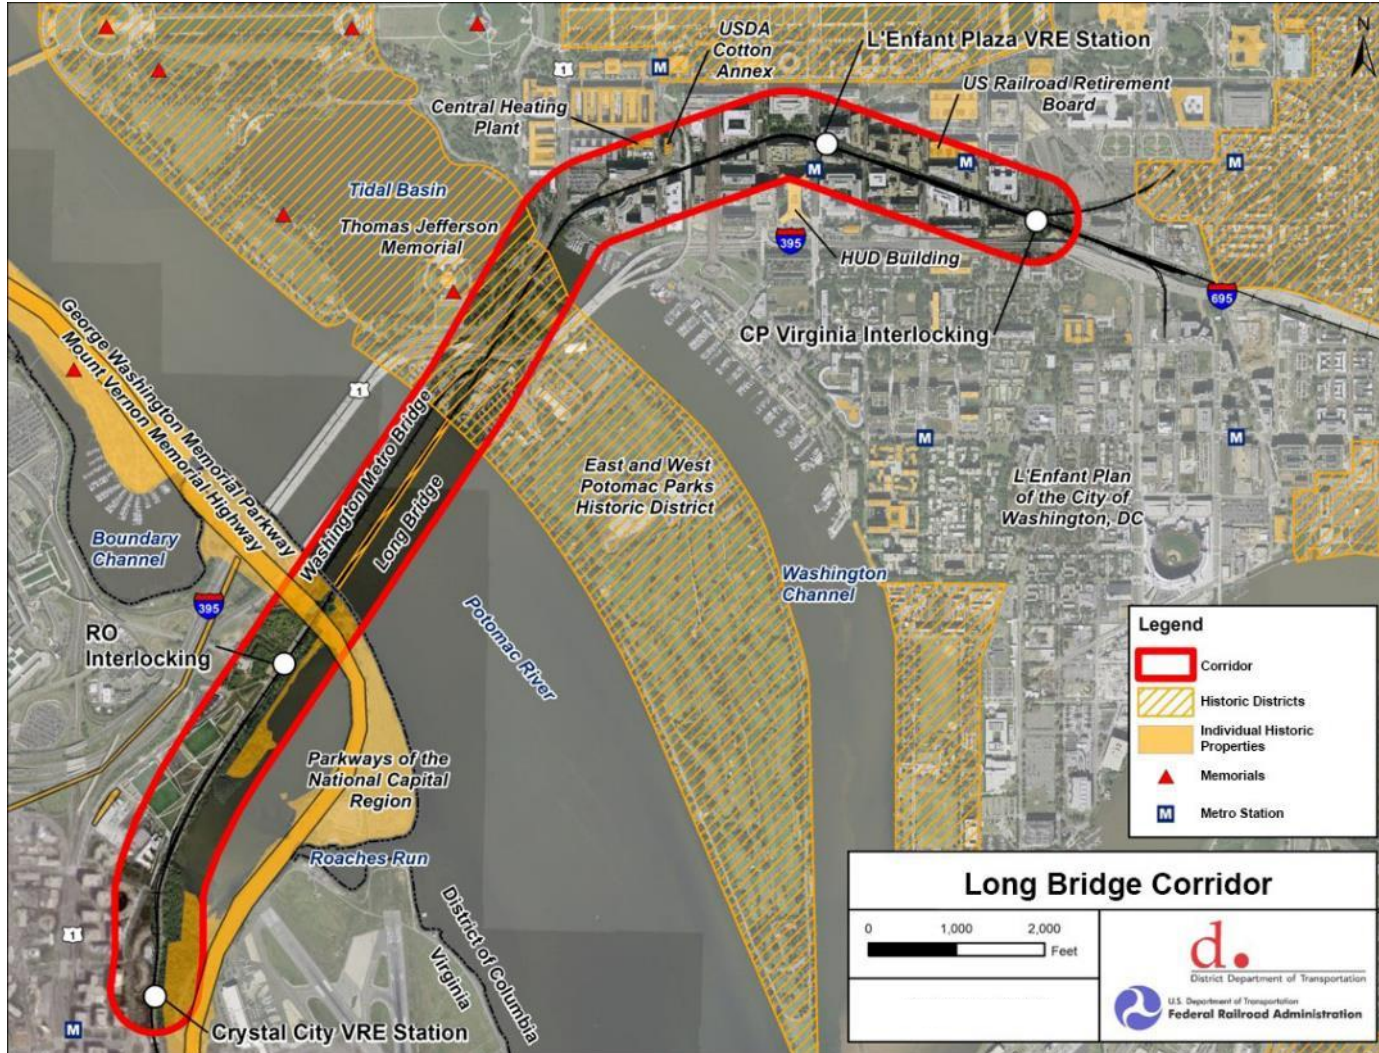 N
USDA
Cotton
Annex
L'Enfant Plaza VRE Station
1
M
US Railroad Retirement
Board
Central Heating
Plant
M
M
M
Tidal Basin
Thomas Jefferson
Memorial
395
HUD Building
695
CP Virginia Interlocking
George Washington Memorial Parkway
Mount Vernon Memorial Highway
1
Washington Metro Bridge
Long Bridge
M
M
East and West
Potomac Parks
Historic District
L'Enfant Plan
of the City of
Washington, DC
Boundary
Channel
Washington
Channel
395
Potomac River
RO
Interlocking
Parkways of the
National Capital
Region
Roaches Run
District of Columbia
Virginia
1
M
Crystal City VRE Station
Legend
Corridor
Historic Districts
Individual Historic
Properties
Memorials
M
Metro Station
Long Bridge Corridor
0 1,000 2,000
Feet
d.
District Department of Transportation
U.S. Department of Transportation
Federal Railroad Administration